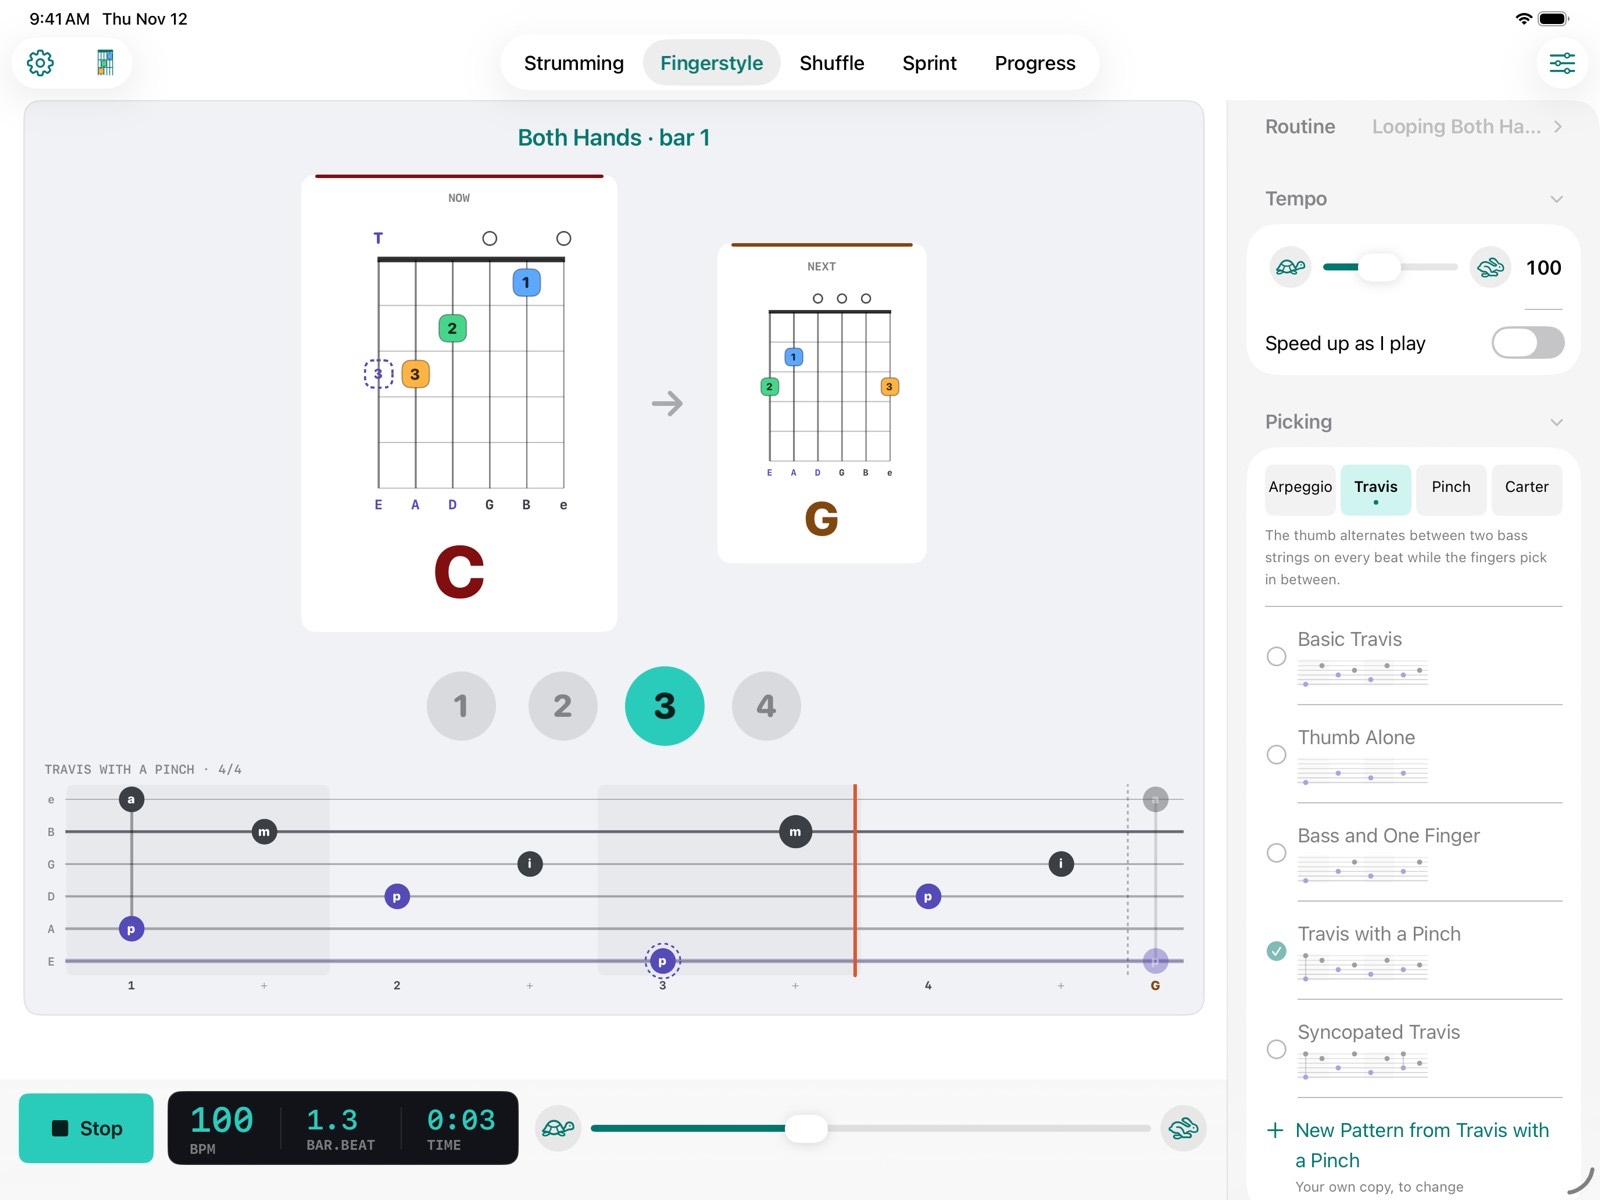 9:41 AM Thu Nov 12
Strumming Fingerstyle Shuffle Sprint Progress
Both Hands · bar 1
NOW
T
1
2
3 3
E A D G B e
C
NEXT
1
2 3
E A D G B e
G
1 2 3 4
TRAVIS WITH A PINCH · 4/4
e a a
B m m
G i i
D p p
A p
E p p
1 + 2 + 3 + 4 + G
Stop
100 1.3 0:03
BPM BAR.BEAT TIME
Routine Looping Both Ha...
Tempo
100
Speed up as I play
Picking
Arpeggio Travis Pinch Carter
The thumb alternates between two bass
strings on every beat while the fingers pick
in between.
Basic Travis
Thumb Alone
Bass and One Finger
Travis with a Pinch
Syncopated Travis
New Pattern from Travis with
a Pinch
Your own copy, to change